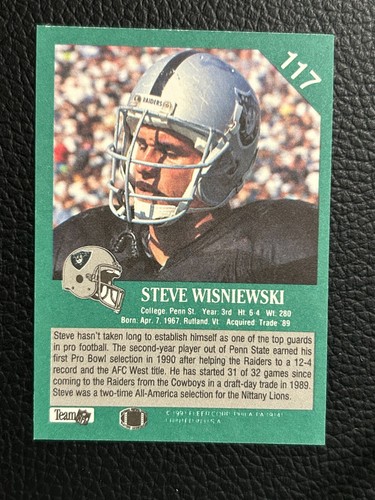 117
RAIDERS
STEVE WISNIEWSKI
College: Penn St. Year: 3rd Ht: 6-4 Wt: 280
Born: Apr. 7, 1967, Rutland, Vt Acquired: Trade '89
Steve hasn't taken long to establish himself as one of the top guards
in pro football. The second-year player out of Penn State earned his
first Pro Bowl selection in 1990 after helping the Raiders to a 12-4
record and the AFC West title. He has started 31 of 32 games since
coming to the Raiders from the Cowboys in a draft-day trade in 1989.
Steve was a two-time All-America selection for the Nittany Lions.
Team NFL